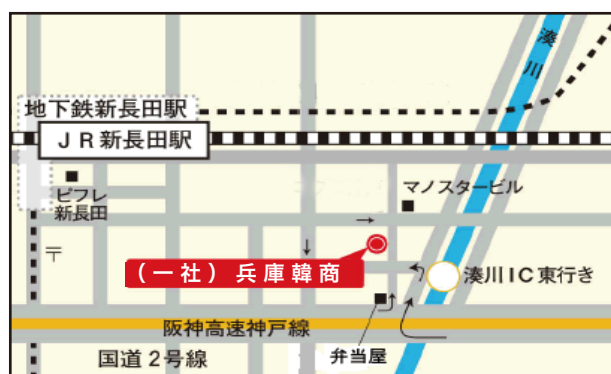 湊川
地下鉄新長田駅
ＪＲ新長田駅
ピフレ
新長田
マノスタービル
〒
（一社）兵庫韓商
湊川IC東行き
阪神高速神戸線
弁当屋
国道2号線